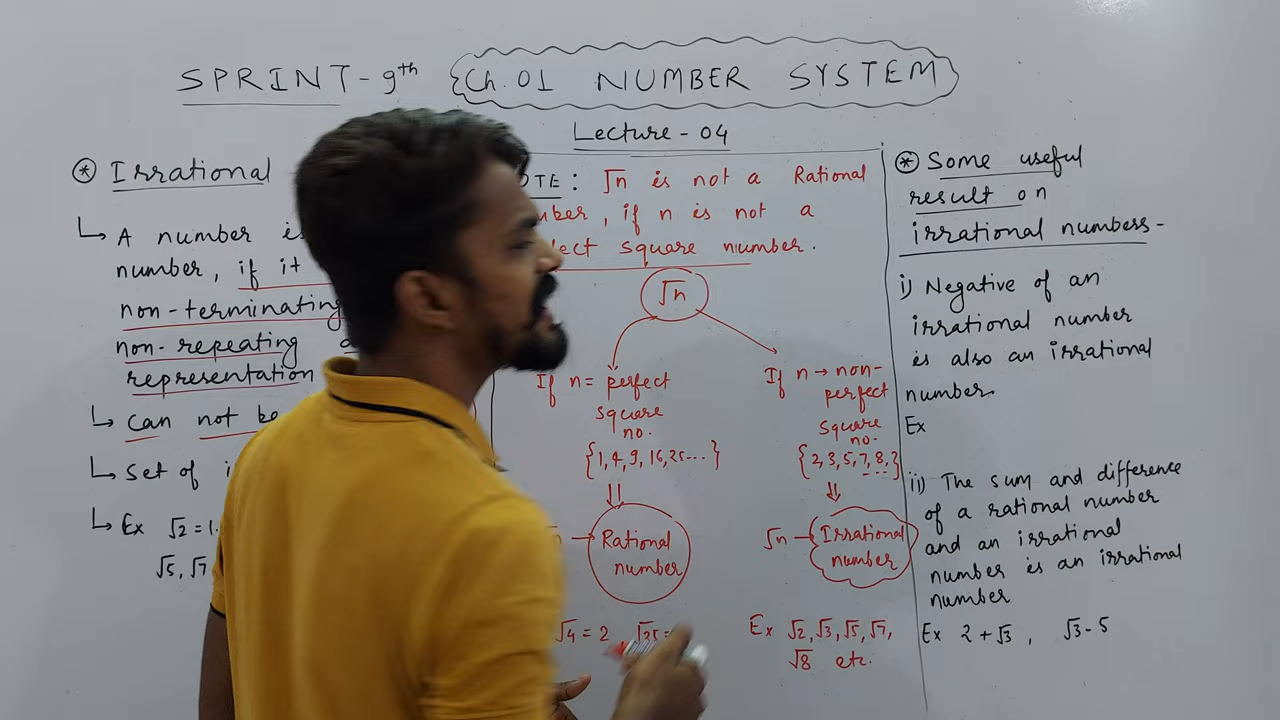 SPRINT-9th Ch.01 NUMBER SYSTEM
Lecture - 04
* Irrational
↳ A number is
number, if it
non-terminating
non-repeating
representation
↳ Can not be
↳ Set of
↳ Ex √2 = 1.
√5, √7
OTE: √n is not a Rational
mber, if n is not a
fect square number.
√n
If n = perfect
square
no.
{1, 4, 9, 16, 25...}
⇓
n → Rational
number
√4 = 2 √25 =
If n → non-
perfect
square
no.
{2, 3, 5, 7, 8, }
⇓
√n → Irrational
number
Ex √2, √3, √5, √7,
√8 etc.
* Some useful
result on
irrational numbers-
i) Negative of an
irrational number
is also an irrational
number.
Ex
ii) The sum and difference
of a rational number
and an irrational
number is an irrational
number
Ex 2 + √3 , √3 - 5